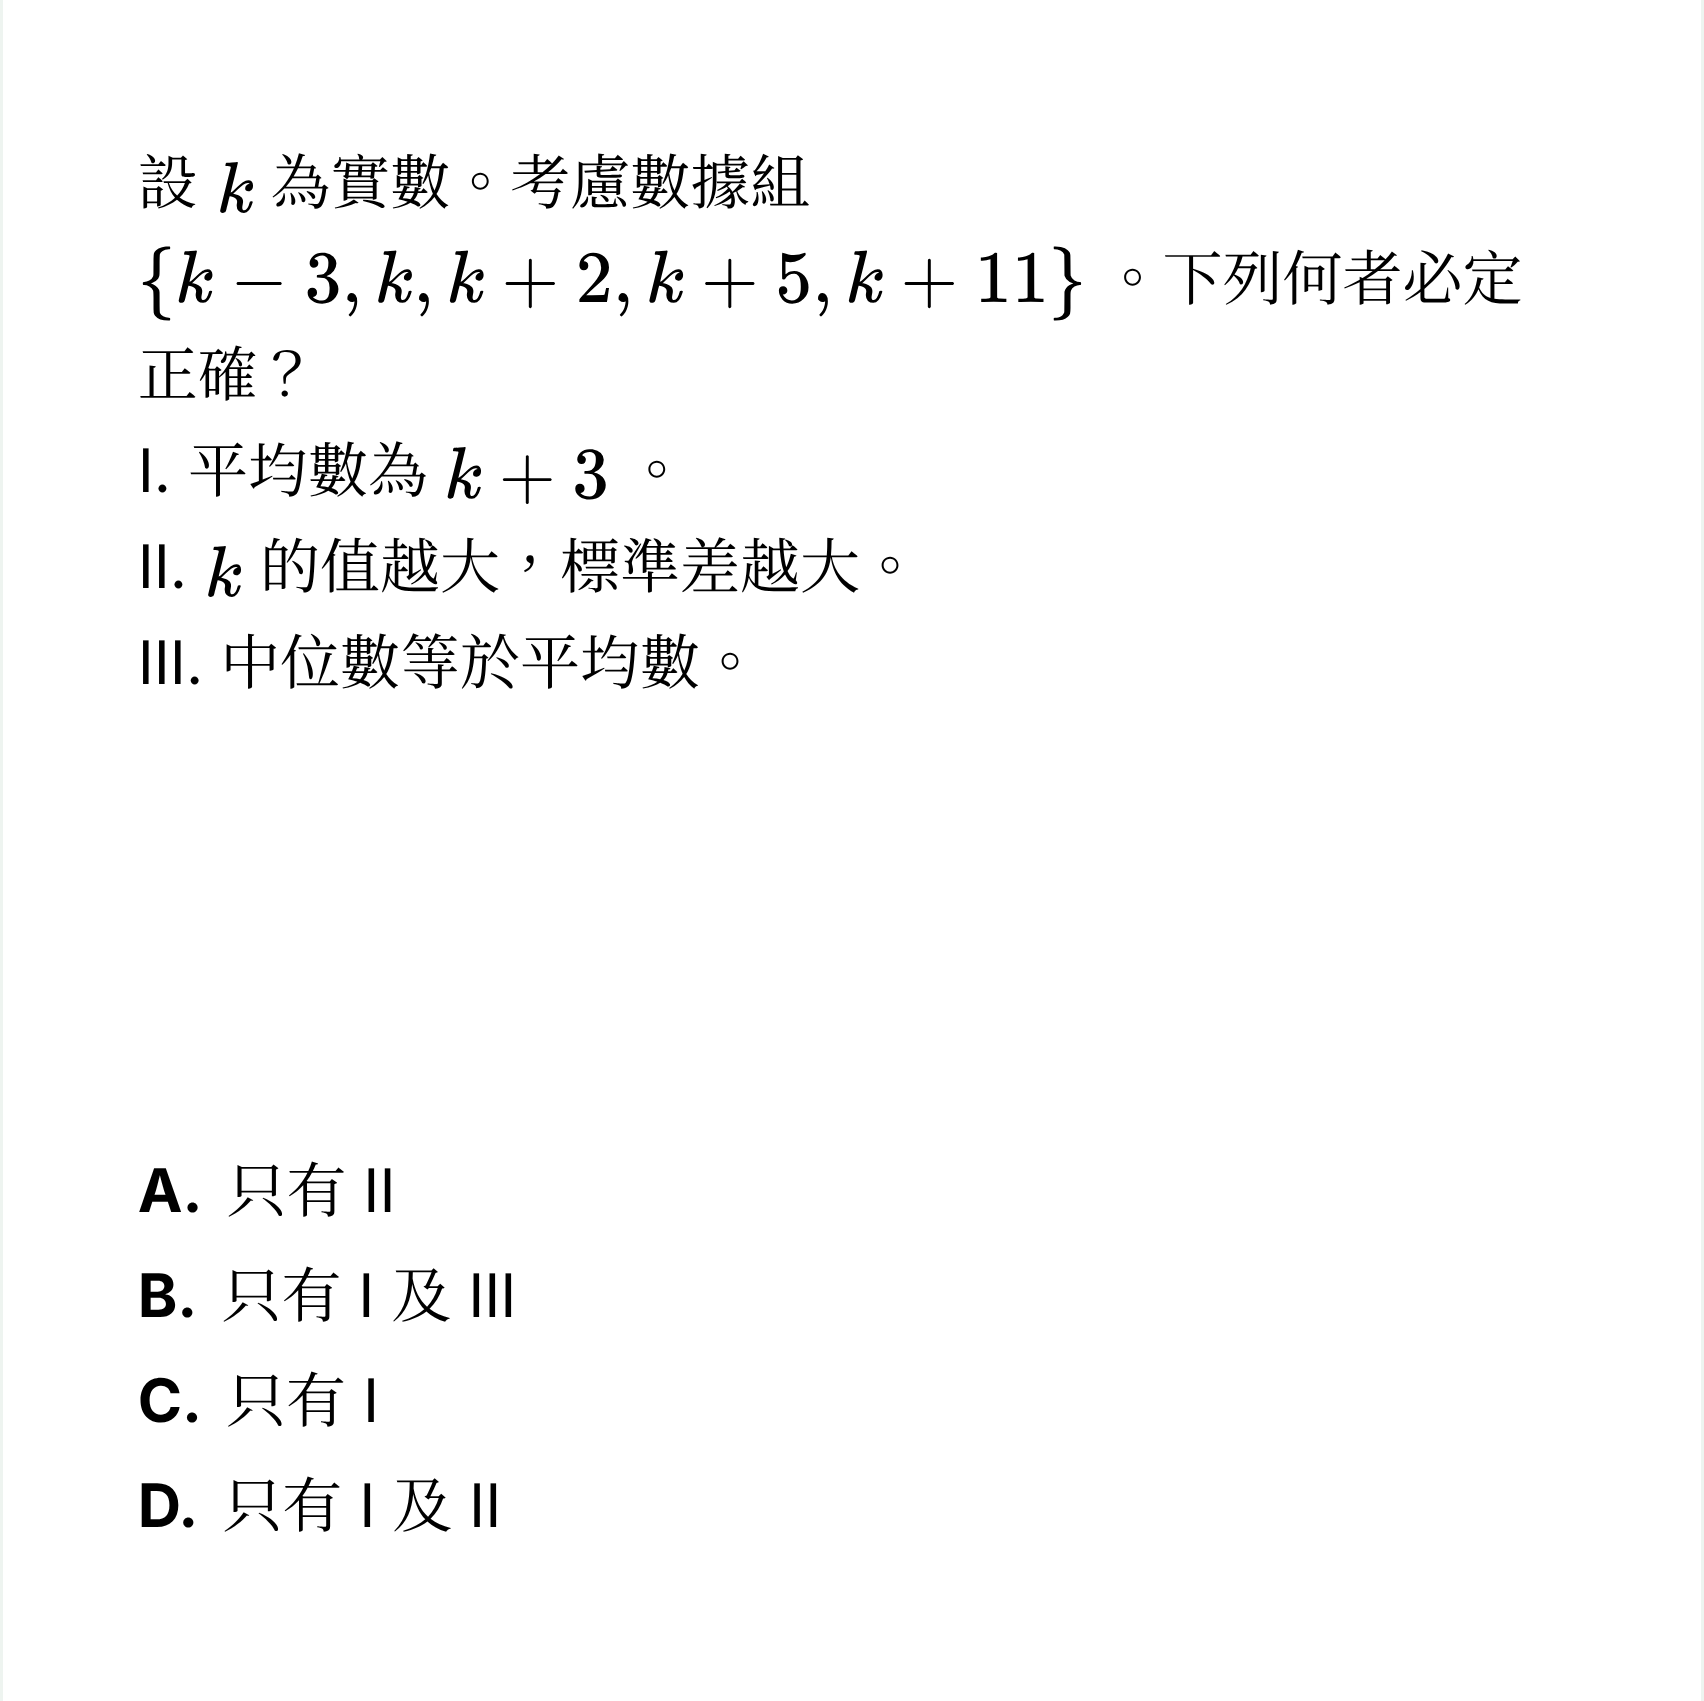 設 k 為實數。考慮數據組
{k − 3, k, k + 2, k + 5, k + 11} 。下列何者必定
正確？
I. 平均數為 k + 3 。
II. k 的值越大，標準差越大。
III. 中位數等於平均數。
A. 只有 II
B. 只有 I 及 III
C. 只有 I
D. 只有 I 及 II